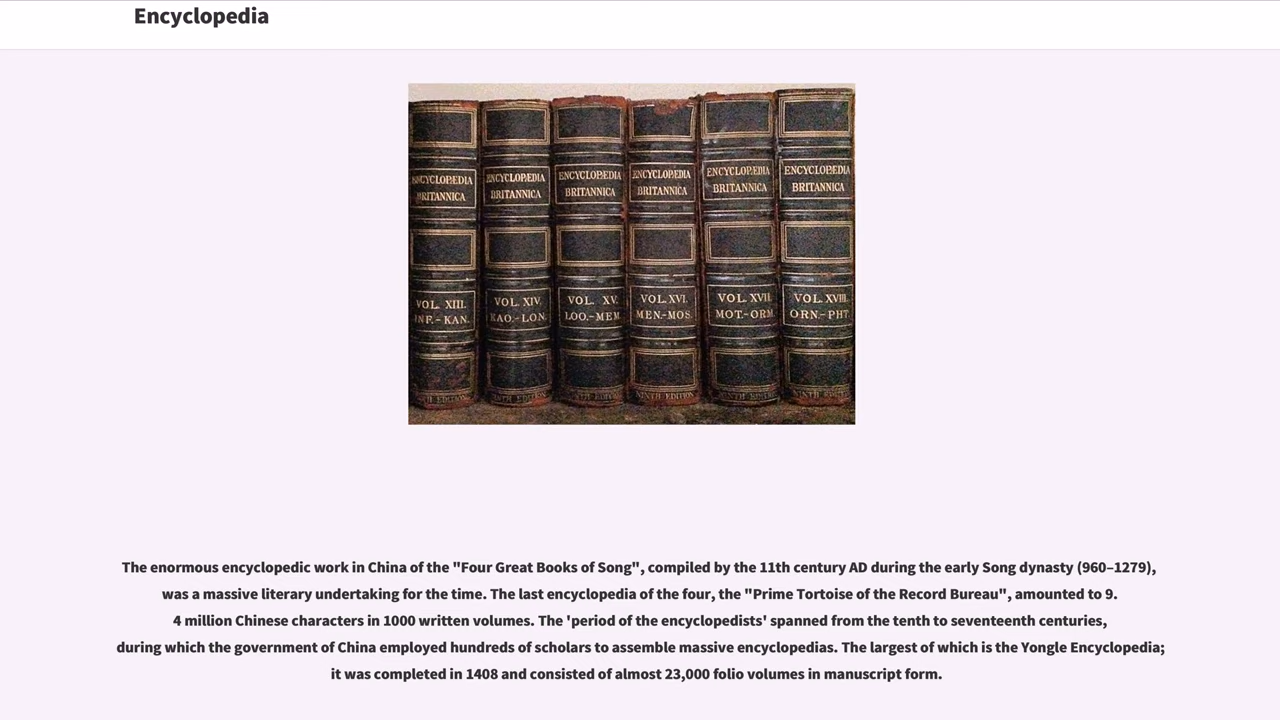 Encyclopedia
ENCYCLOPÆDIA ENCYCLOPÆDIA ENCYCLOPÆDIA ENCYCLOPÆDIA ENCYCLOPÆDIA ENCYCLOPÆDIA
BRITANNICA BRITANNICA BRITANNICA BRITANNICA BRITANNICA BRITANNICA
VOL. XIII. VOL. XIV. VOL. XV. VOL. XVI. VOL. XVII. VOL. XVIII.
INF.-KAN. KAO.-LON. LOO.-MEM. MEN.-MOS. MOT.-ORM. ORN.-PHT.
NINTH EDITION NINTH EDITION NINTH EDITION NINTH EDITION NINTH EDITION
The enormous encyclopedic work in China of the "Four Great Books of Song", compiled by the 11th century AD during the early Song dynasty (960–1279),
was a massive literary undertaking for the time. The last encyclopedia of the four, the "Prime Tortoise of the Record Bureau", amounted to 9.
4 million Chinese characters in 1000 written volumes. The 'period of the encyclopedists' spanned from the tenth to seventeenth centuries,
during which the government of China employed hundreds of scholars to assemble massive encyclopedias. The largest of which is the Yongle Encyclopedia;
it was completed in 1408 and consisted of almost 23,000 folio volumes in manuscript form.